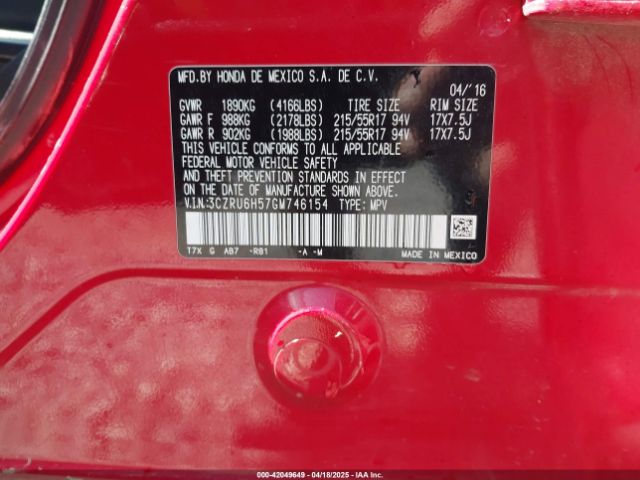 MFD.BY HONDA DE MEXICO S.A. DE C.V.
04/'16
GVWR 1890KG (4166LBS) TIRE SIZE RIM SIZE
GAWR F 988KG (2178LBS) 215/55R17 94V 17X7.5J
GAWR R 902KG (1988LBS) 215/55R17 94V 17X7.5J
THIS VEHICLE CONFORMS TO ALL APPLICABLE
FEDERAL MOTOR VEHICLE SAFETY
AND THEFT PREVENTION STANDARDS IN EFFECT
ON THE DATE OF MANUFACTURE SHOWN ABOVE.
V.I.N:3CZRU6H57GM746154 TYPE: MPV
T7X G AB7 -R81 -A -M MADE IN MEXICO
000-42049649 - 04/18/2025 - IAA Inc.